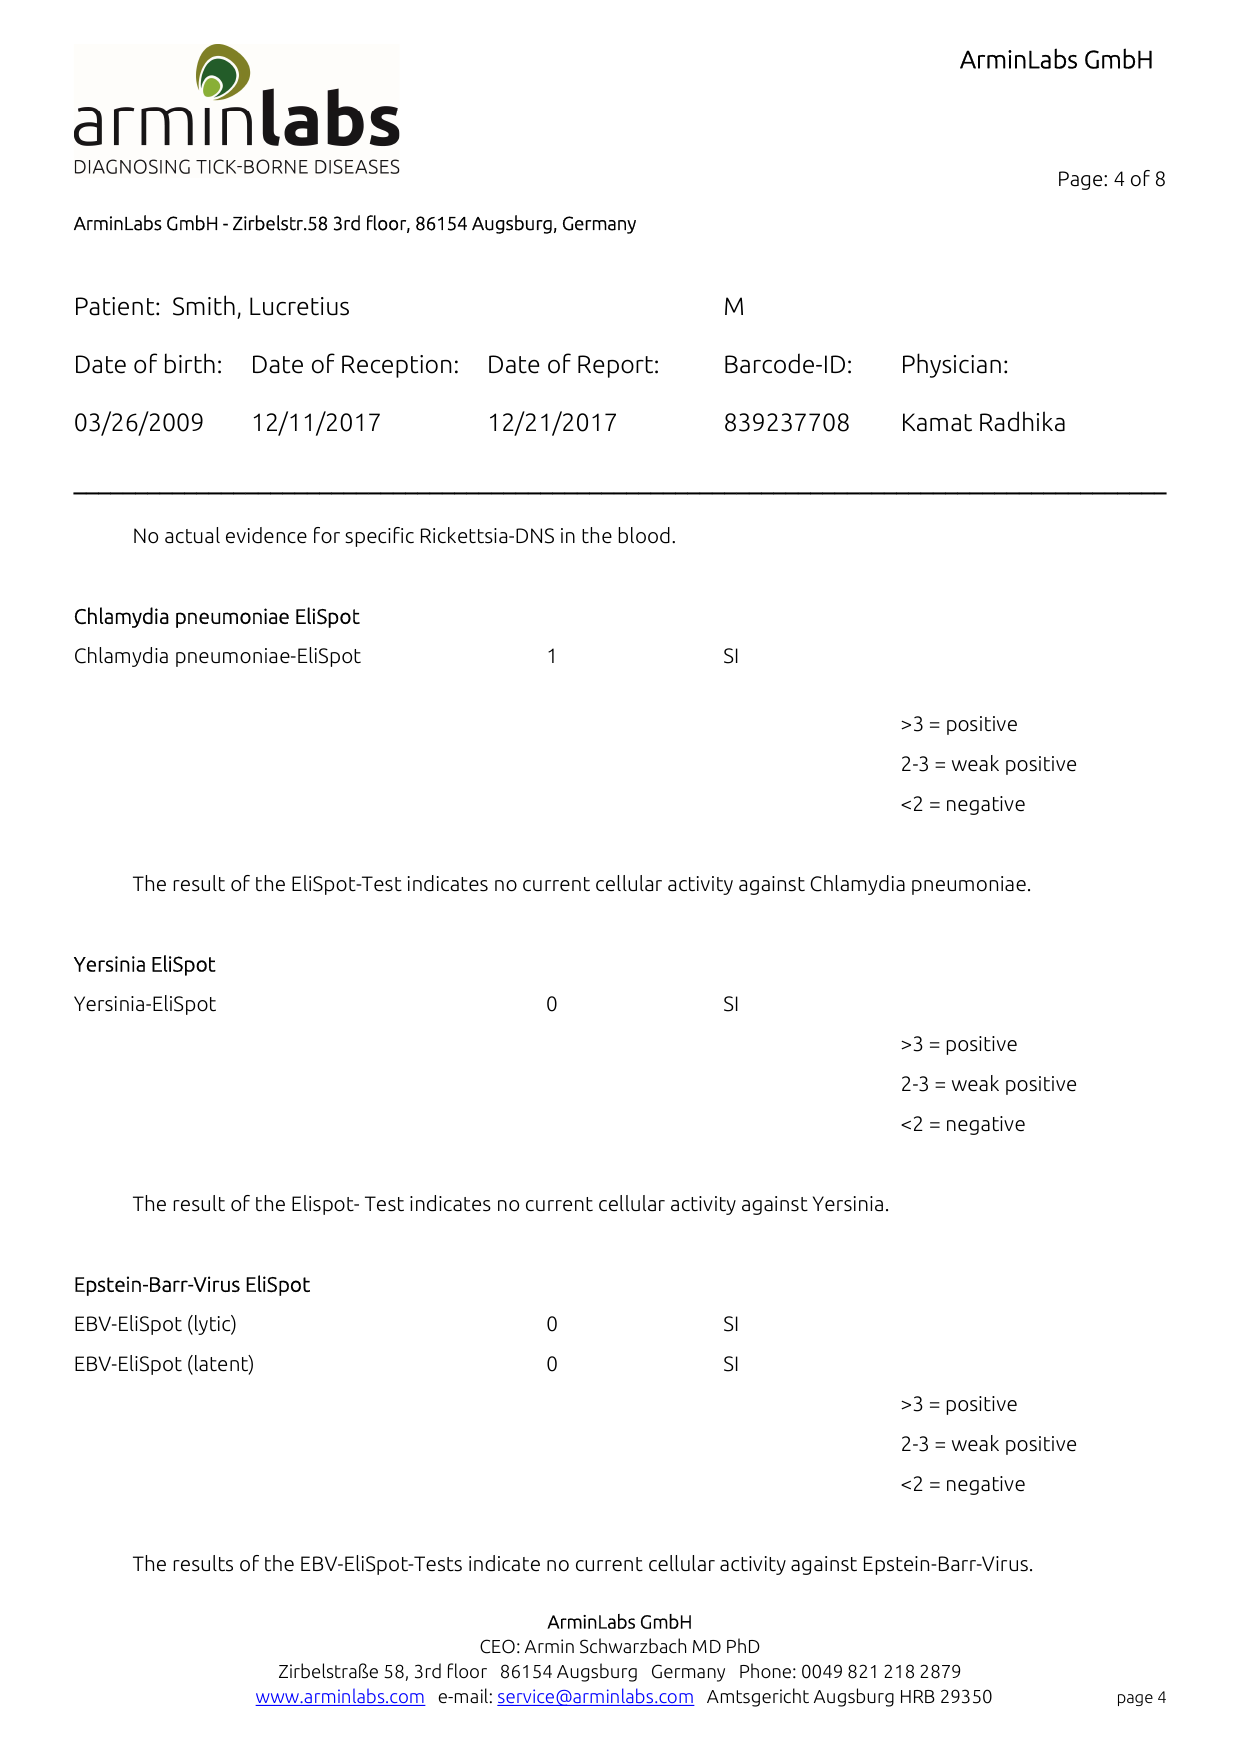 ArminLabs GmbH
arminlabs
DIAGNOSING TICK-BORNE DISEASES
Page: 4 of 8
ArminLabs GmbH - Zirbelstr.58 3rd floor, 86154 Augsburg, Germany
Patient: Smith, Lucretius M
Date of birth: Date of Reception: Date of Report: Barcode-ID: Physician:
03/26/2009 12/11/2017 12/21/2017 839237708 Kamat Radhika
No actual evidence for specific Rickettsia-DNS in the blood.
Chlamydia pneumoniae EliSpot
Chlamydia pneumoniae-EliSpot 1 SI
>3 = positive
2-3 = weak positive
<2 = negative
The result of the EliSpot-Test indicates no current cellular activity against Chlamydia pneumoniae.
Yersinia EliSpot
Yersinia-EliSpot 0 SI
>3 = positive
2-3 = weak positive
<2 = negative
The result of the Elispot- Test indicates no current cellular activity against Yersinia.
Epstein-Barr-Virus EliSpot
EBV-EliSpot (lytic) 0 SI
EBV-EliSpot (latent) 0 SI
>3 = positive
2-3 = weak positive
<2 = negative
The results of the EBV-EliSpot-Tests indicate no current cellular activity against Epstein-Barr-Virus.
ArminLabs GmbH
CEO: Armin Schwarzbach MD PhD
Zirbelstraße 58, 3rd floor 86154 Augsburg Germany Phone: 0049 821 218 2879
www.arminlabs.com e-mail: service@arminlabs.com Amtsgericht Augsburg HRB 29350 page 4